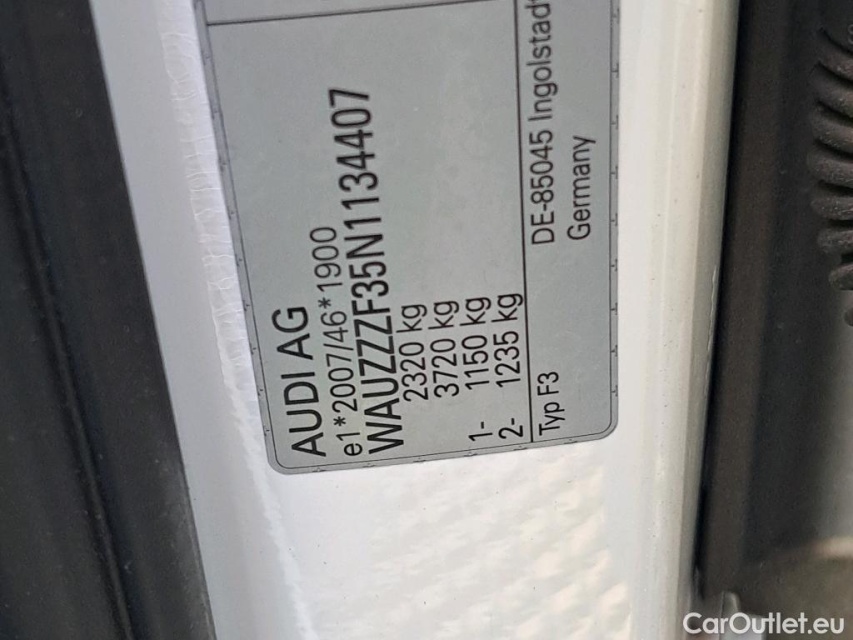 AUDI AG
e1*2007/46*1900
WAUZZZF35N1134407
2320 kg
3720 kg
1- 1150 kg
2- 1235 kg
Typ F3
DE-85045 Ingolstadt
Germany
CarOutlet.eu